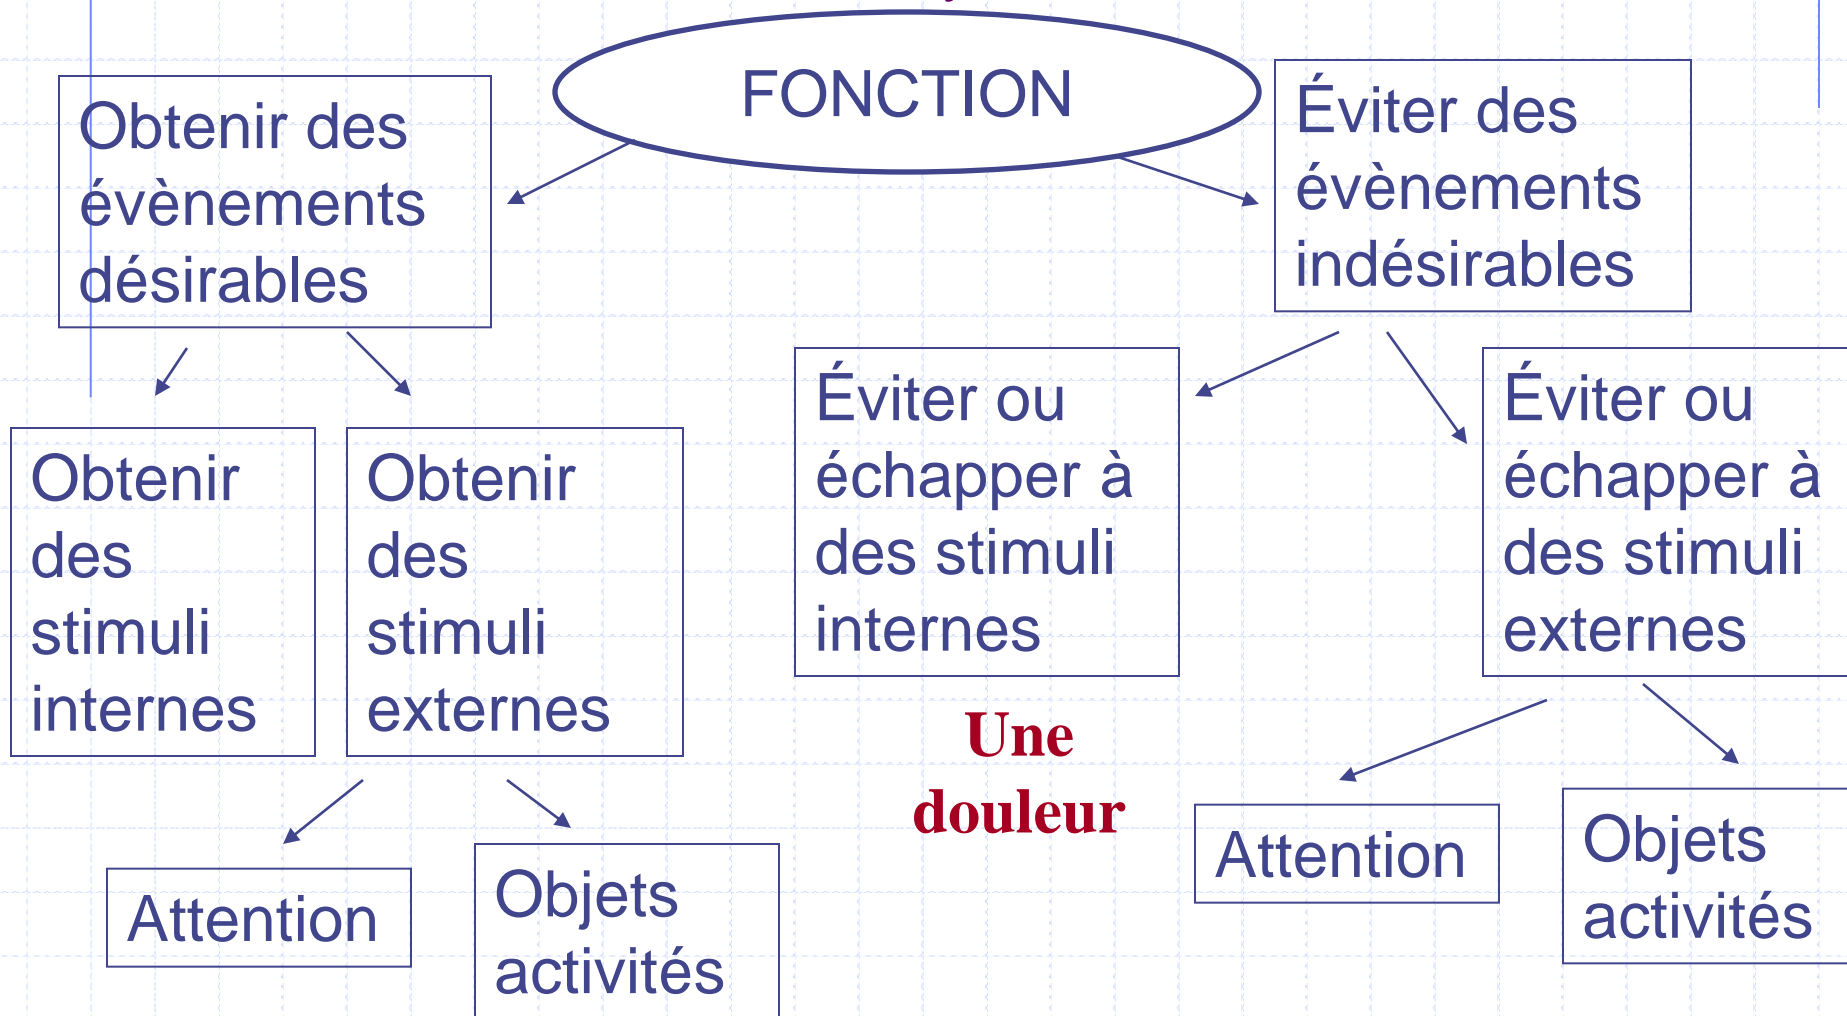 FONCTION
Obtenir des
évènements
désirables
Éviter des
évènements
indésirables
Obtenir
des
stimuli
internes
Obtenir
des
stimuli
externes
Éviter ou
échapper à
des stimuli
internes
Éviter ou
échapper à
des stimuli
externes
Une
douleur
Attention
Objets
activités
Attention
Objets
activités